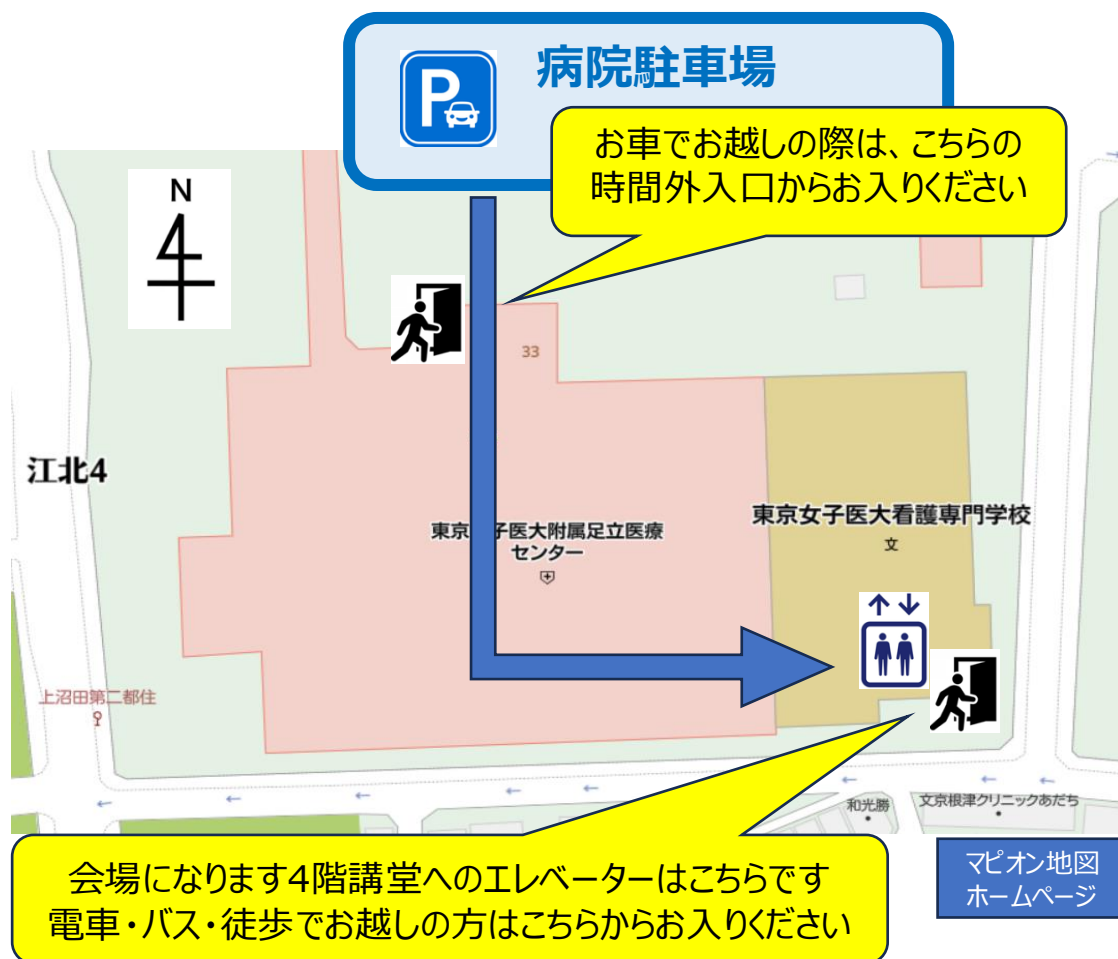 病院駐車場
P
お車でお越しの際は、こちらの
時間外入口からお入りください
N
33
江北4
東京
子医大附属足立医療
センター
東京女子医大看護専門学校
文
上沼田第二都住
和光勝
文京根津クリニックあだち
会場になります4階講堂へのエレベーターはこちらです
電車・バス・徒歩でお越しの方はこちらからお入りください
マピオン地図
ホームページ